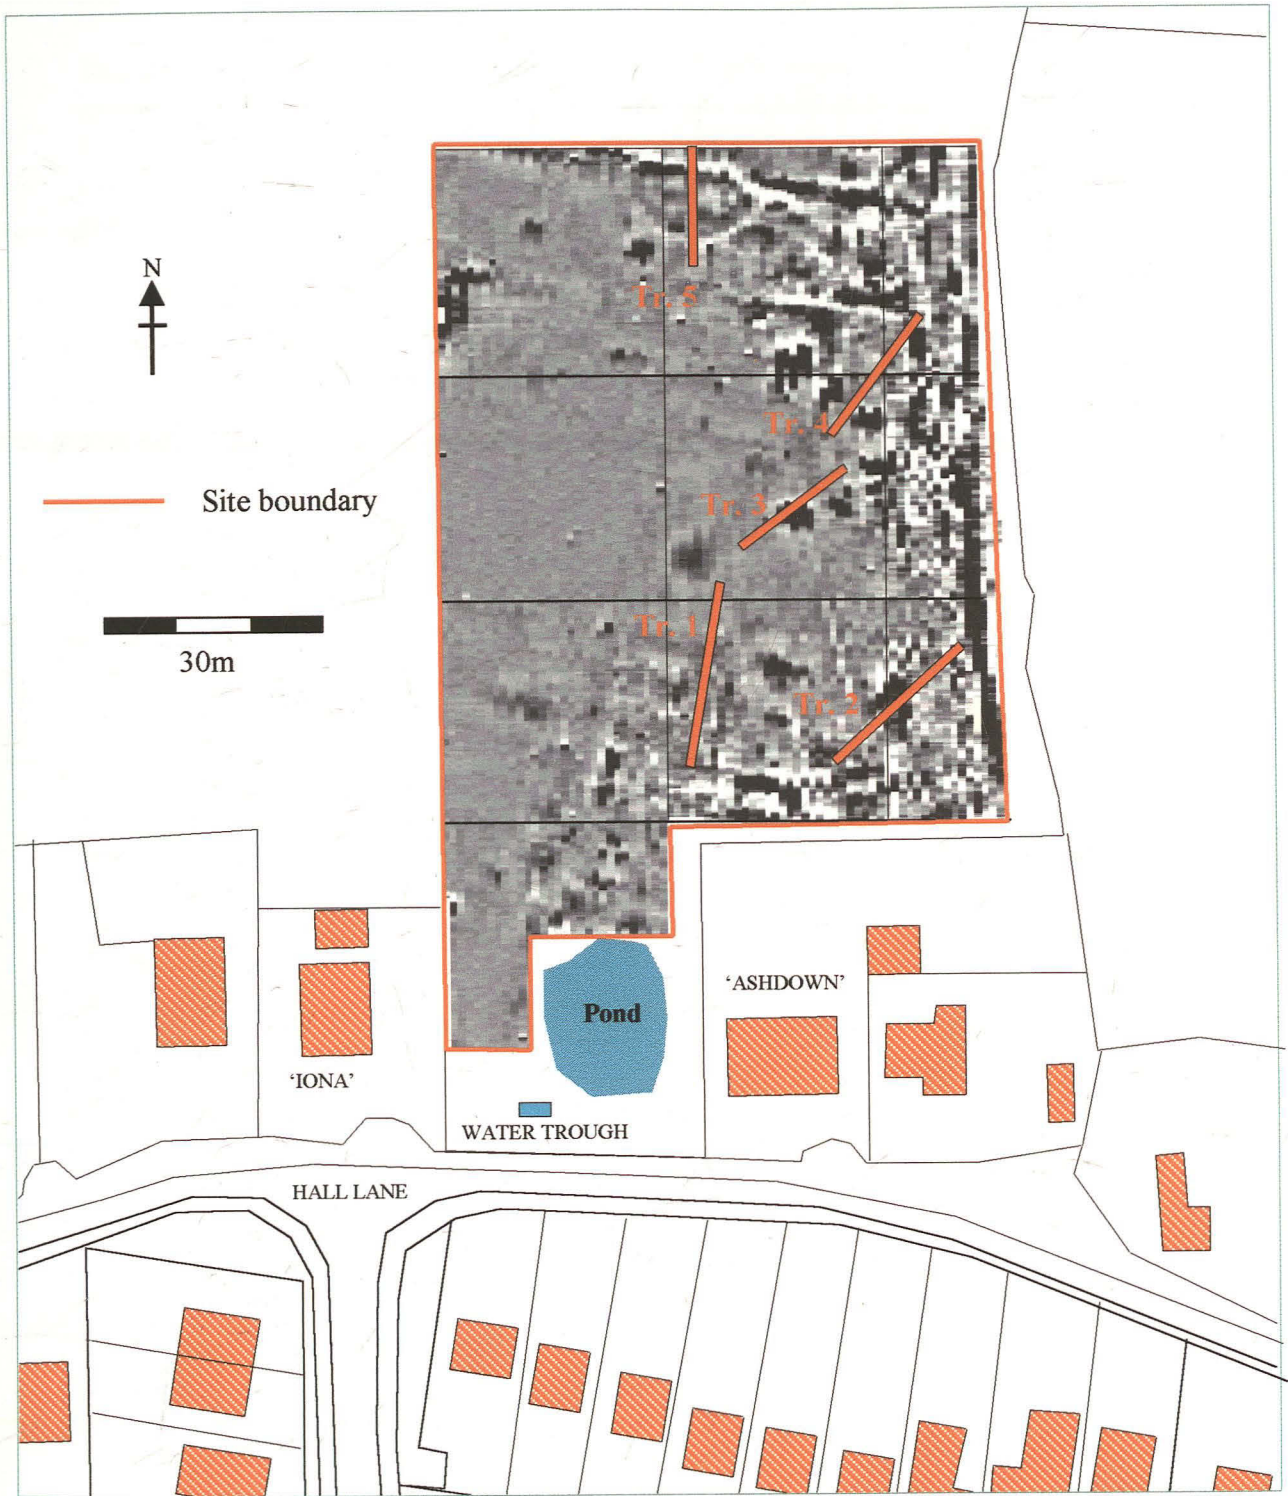 N
Tr. 5
Tr. 4
Site boundary
Tr. 3
Tr. 1
30m
Tr. 2
'ASHDOWN'
Pond
'IONA'
WATER TROUGH
HALL LANE